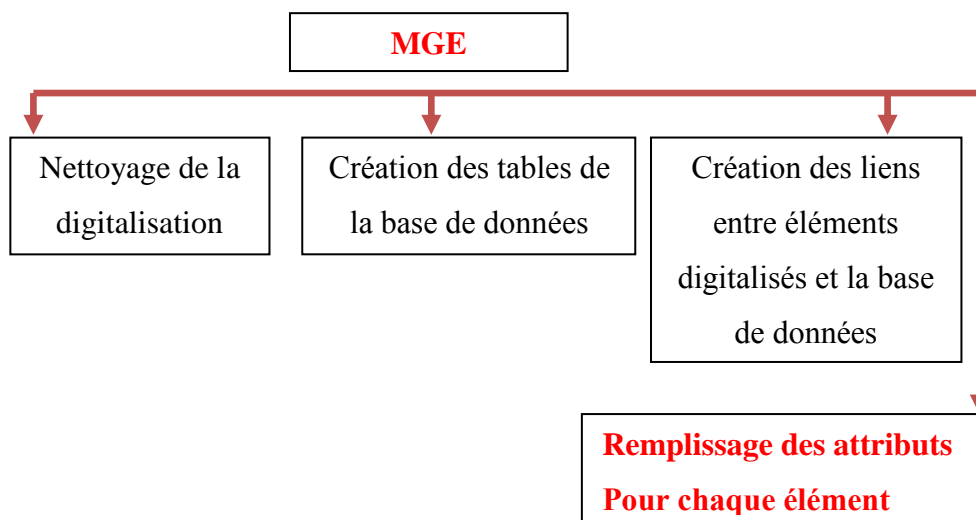 MGE
Nettoyage de la
digitalisation
Création des tables de
la base de données
Création des liens
entre éléments
digitalisés et la base
de données
Remplissage des attributs
Pour chaque élément